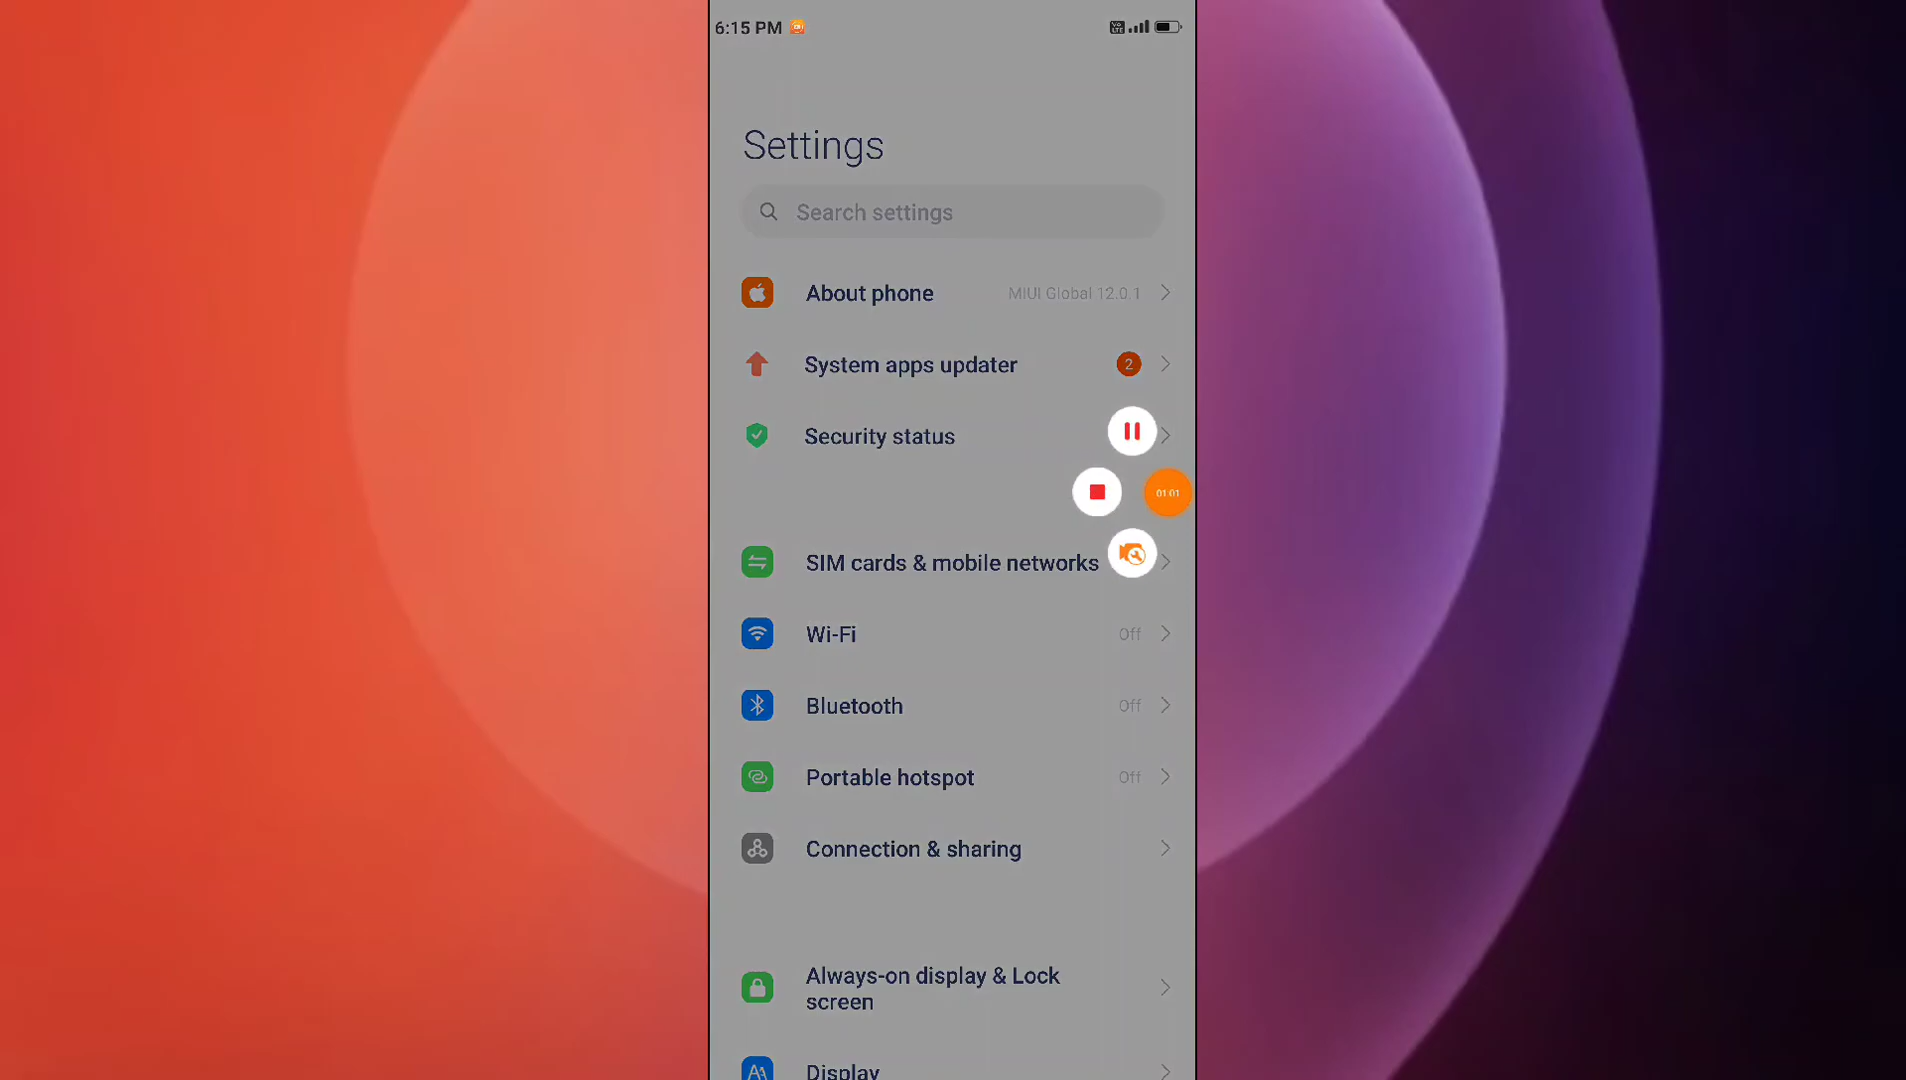 6:15 PM
Settings
Search settings
About phone MIUI Global 12.0.1
System apps updater 2
Security status
01:01
SIM cards & mobile networks
Wi-Fi Off
Bluetooth Off
Portable hotspot Off
Connection & sharing
Always-on display & Lock
screen
Display